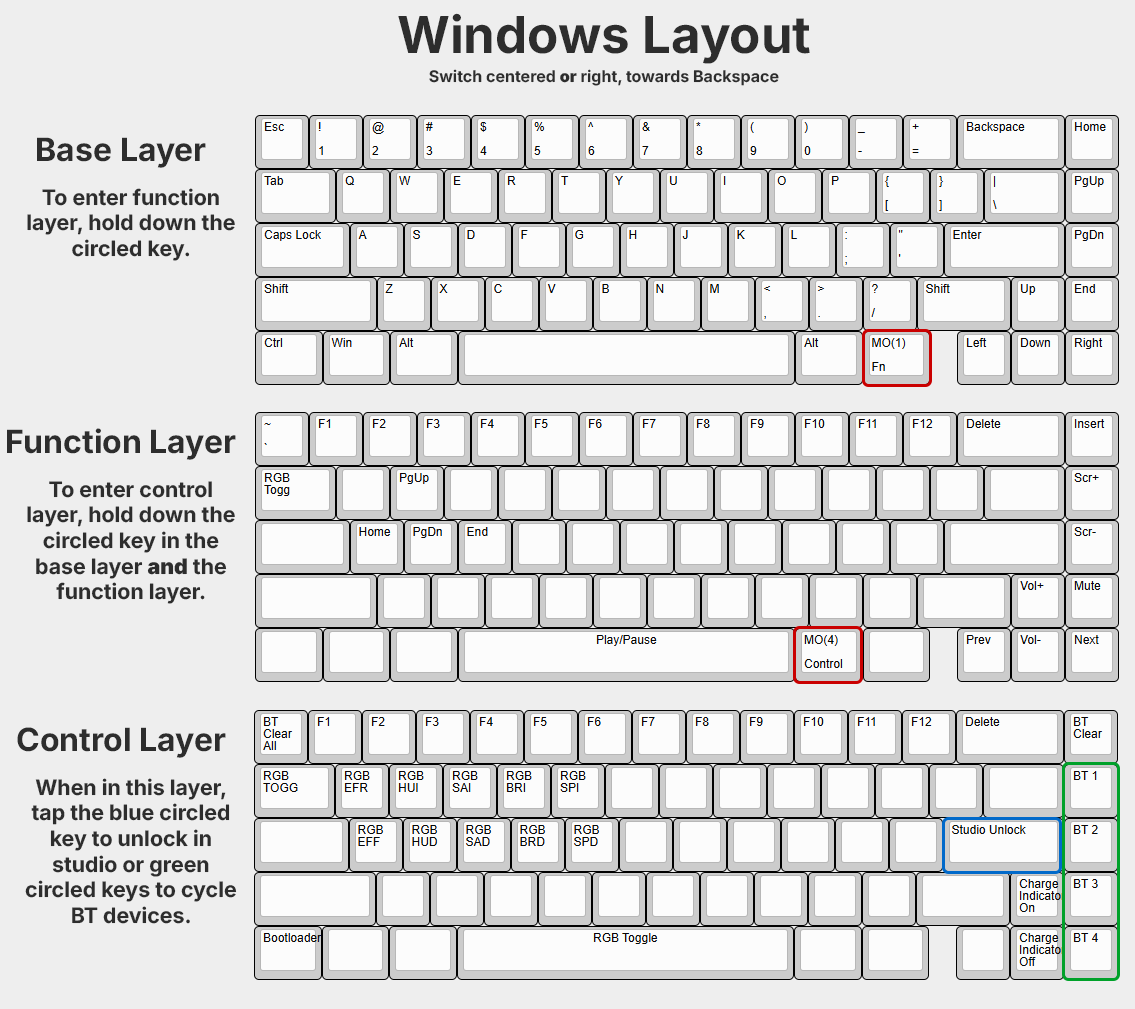 Windows Layout
Switch centered or right, towards Backspace
Base Layer
To enter function
layer, hold down the
circled key.
Esc ! 1 @ 2 # 3 $ 4 % 5 ^ 6 & 7 * 8 ( 9 ) 0 _ - + = Backspace Home
Tab Q W E R T Y U I O P { [ } ] | \ PgUp
Caps Lock A S D F G H J K L : ; " ' Enter PgDn
Shift Z X C V B N M < , > . ? / Shift Up End
Ctrl Win Alt Alt MO(1) Fn Left Down Right
Function Layer
To enter control
layer, hold down the
circled key in the
base layer and the
function layer.
~ ` F1 F2 F3 F4 F5 F6 F7 F8 F9 F10 F11 F12 Delete Insert
RGB Togg PgUp Scr+
Home PgDn End Scr-
Vol+ Mute
Play/Pause MO(4) Control Prev Vol- Next
Control Layer
When in this layer,
tap the blue circled
key to unlock in
studio or green
circled keys to cycle
BT devices.
BT Clear All F1 F2 F3 F4 F5 F6 F7 F8 F9 F10 F11 F12 Delete BT Clear
RGB TOGG RGB EFR RGB HUI RGB SAI RGB BRI RGB SPI BT 1
RGB EFF RGB HUD RGB SAD RGB BRD RGB SPD Studio Unlock BT 2
Charge Indicato On BT 3
Bootloader RGB Toggle Charge Indicato Off BT 4